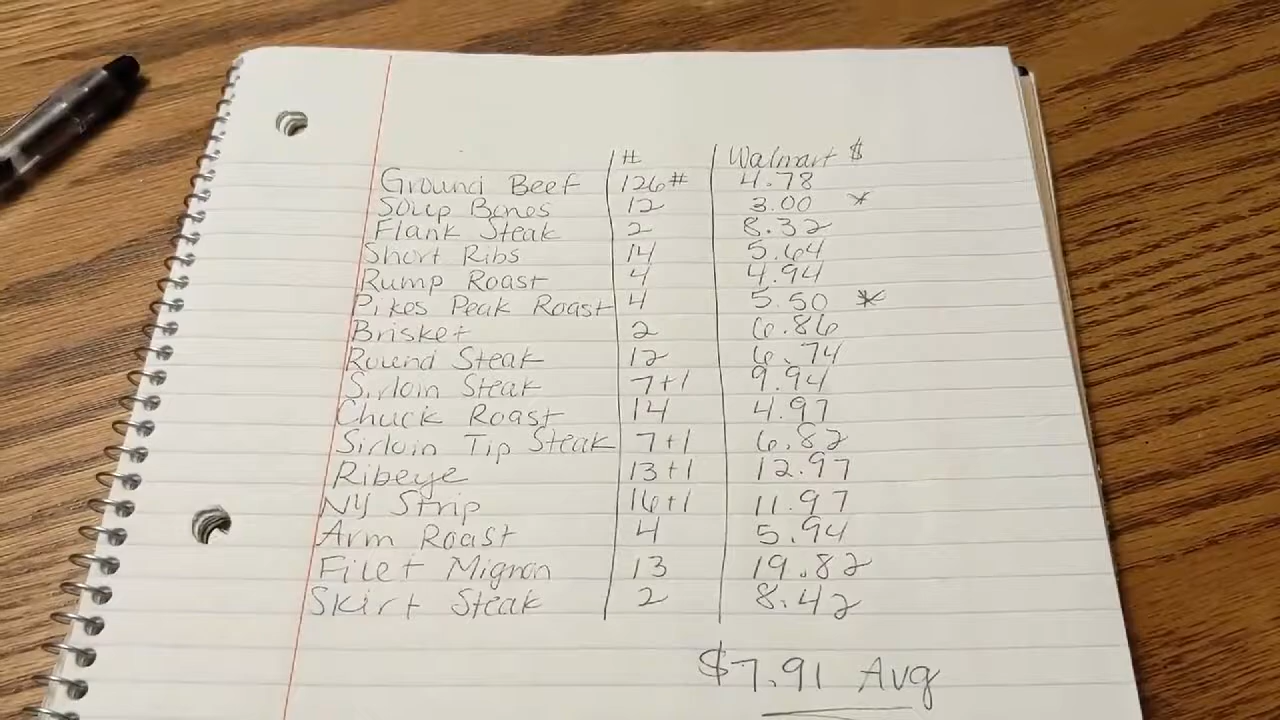 # Walmart $
Ground Beef 126# 4.78
Soup Bones 12 3.00 *
Flank Steak 2 8.32
Short Ribs 14 5.64
Rump Roast 4 4.94
Pikes Peak Roast 4 5.50 *
Brisket 2 6.86
Round Steak 12 6.74
Sirloin Steak 7+1 9.94
Chuck Roast 14 4.97
Sirloin Tip Steak 7+1 6.82
Ribeye 13+1 12.97
NY Strip 16+1 11.97
Arm Roast 4 5.94
Filet Mignon 13 19.82
Skirt Steak 2 8.42
$7.91 Avg